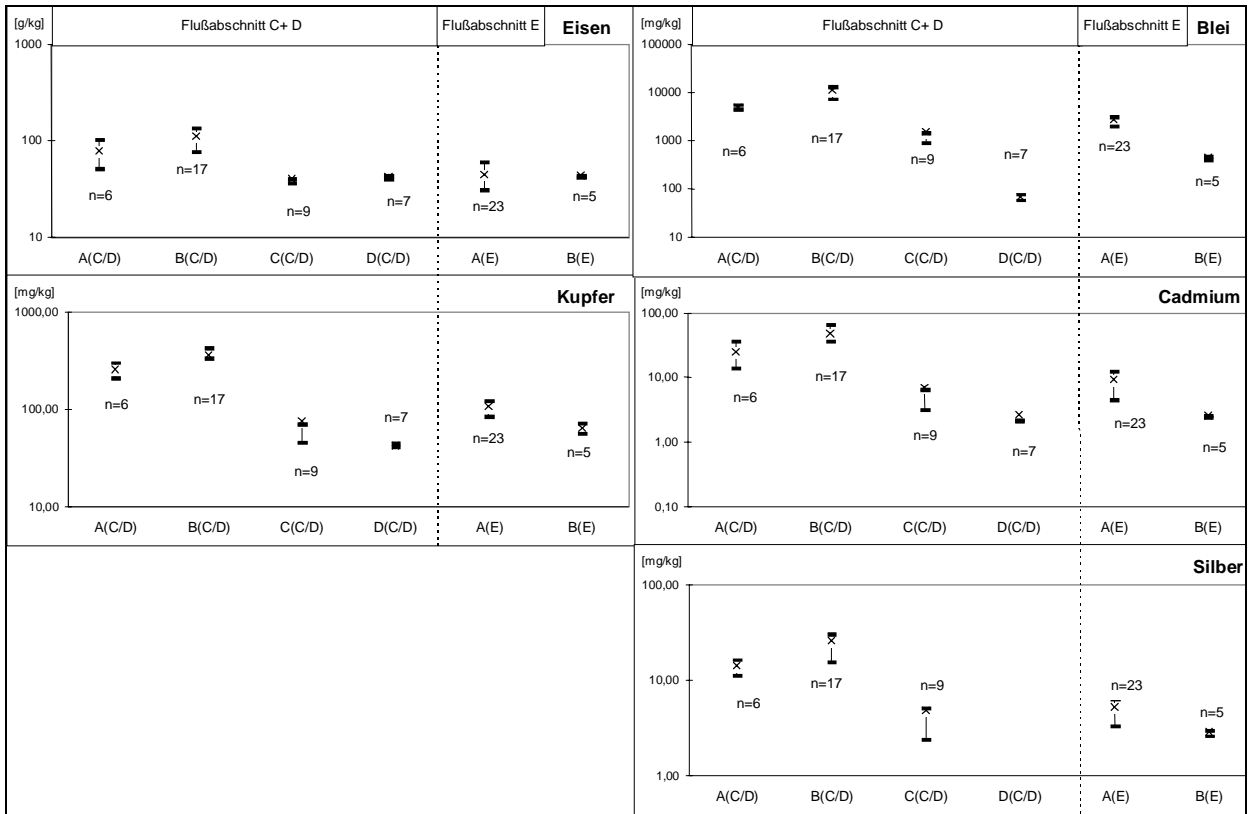 [g/kg] Flußabschnitt C+ D Flußabschnitt E Eisen
1000
100
10
n=6
n=17
n=9
n=7
n=23
n=5
A(C/D) B(C/D) C(C/D) D(C/D) A(E) B(E)
[mg/kg] Flußabschnitt C+ D Flußabschnitt E Blei
100000
10000
1000
100
10
n=6
n=17
n=9
n=7
n=23
n=5
A(C/D) B(C/D) C(C/D) D(C/D) A(E) B(E)
[mg/kg] Kupfer
1000,00
100,00
10,00
n=6
n=17
n=9
n=7
n=23
n=5
A(C/D) B(C/D) C(C/D) D(C/D) A(E) B(E)
[mg/kg] Cadmium
100,00
10,00
1,00
0,10
n=6
n=17
n=9
n=7
n=23
n=5
A(C/D) B(C/D) C(C/D) D(C/D) A(E) B(E)
[mg/kg] Silber
100,00
10,00
1,00
n=6
n=17
n=9
n=23
n=5
A(C/D) B(C/D) C(C/D) D(C/D) A(E) B(E)